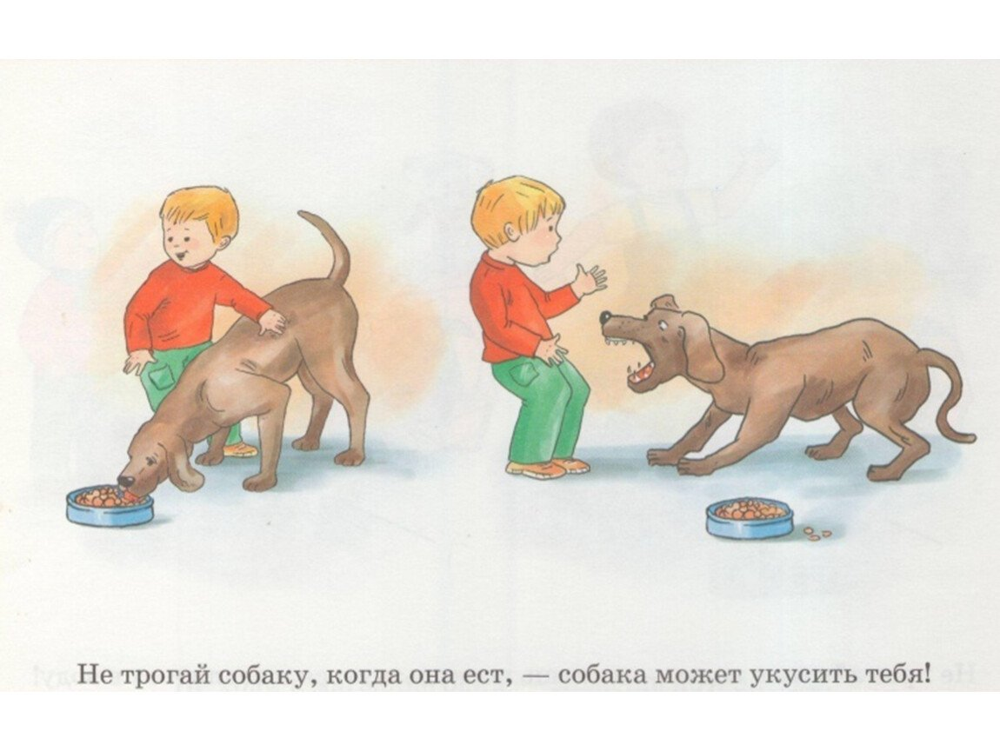 Не трогай собаку, когда она ест, — собака может укусить тебя!